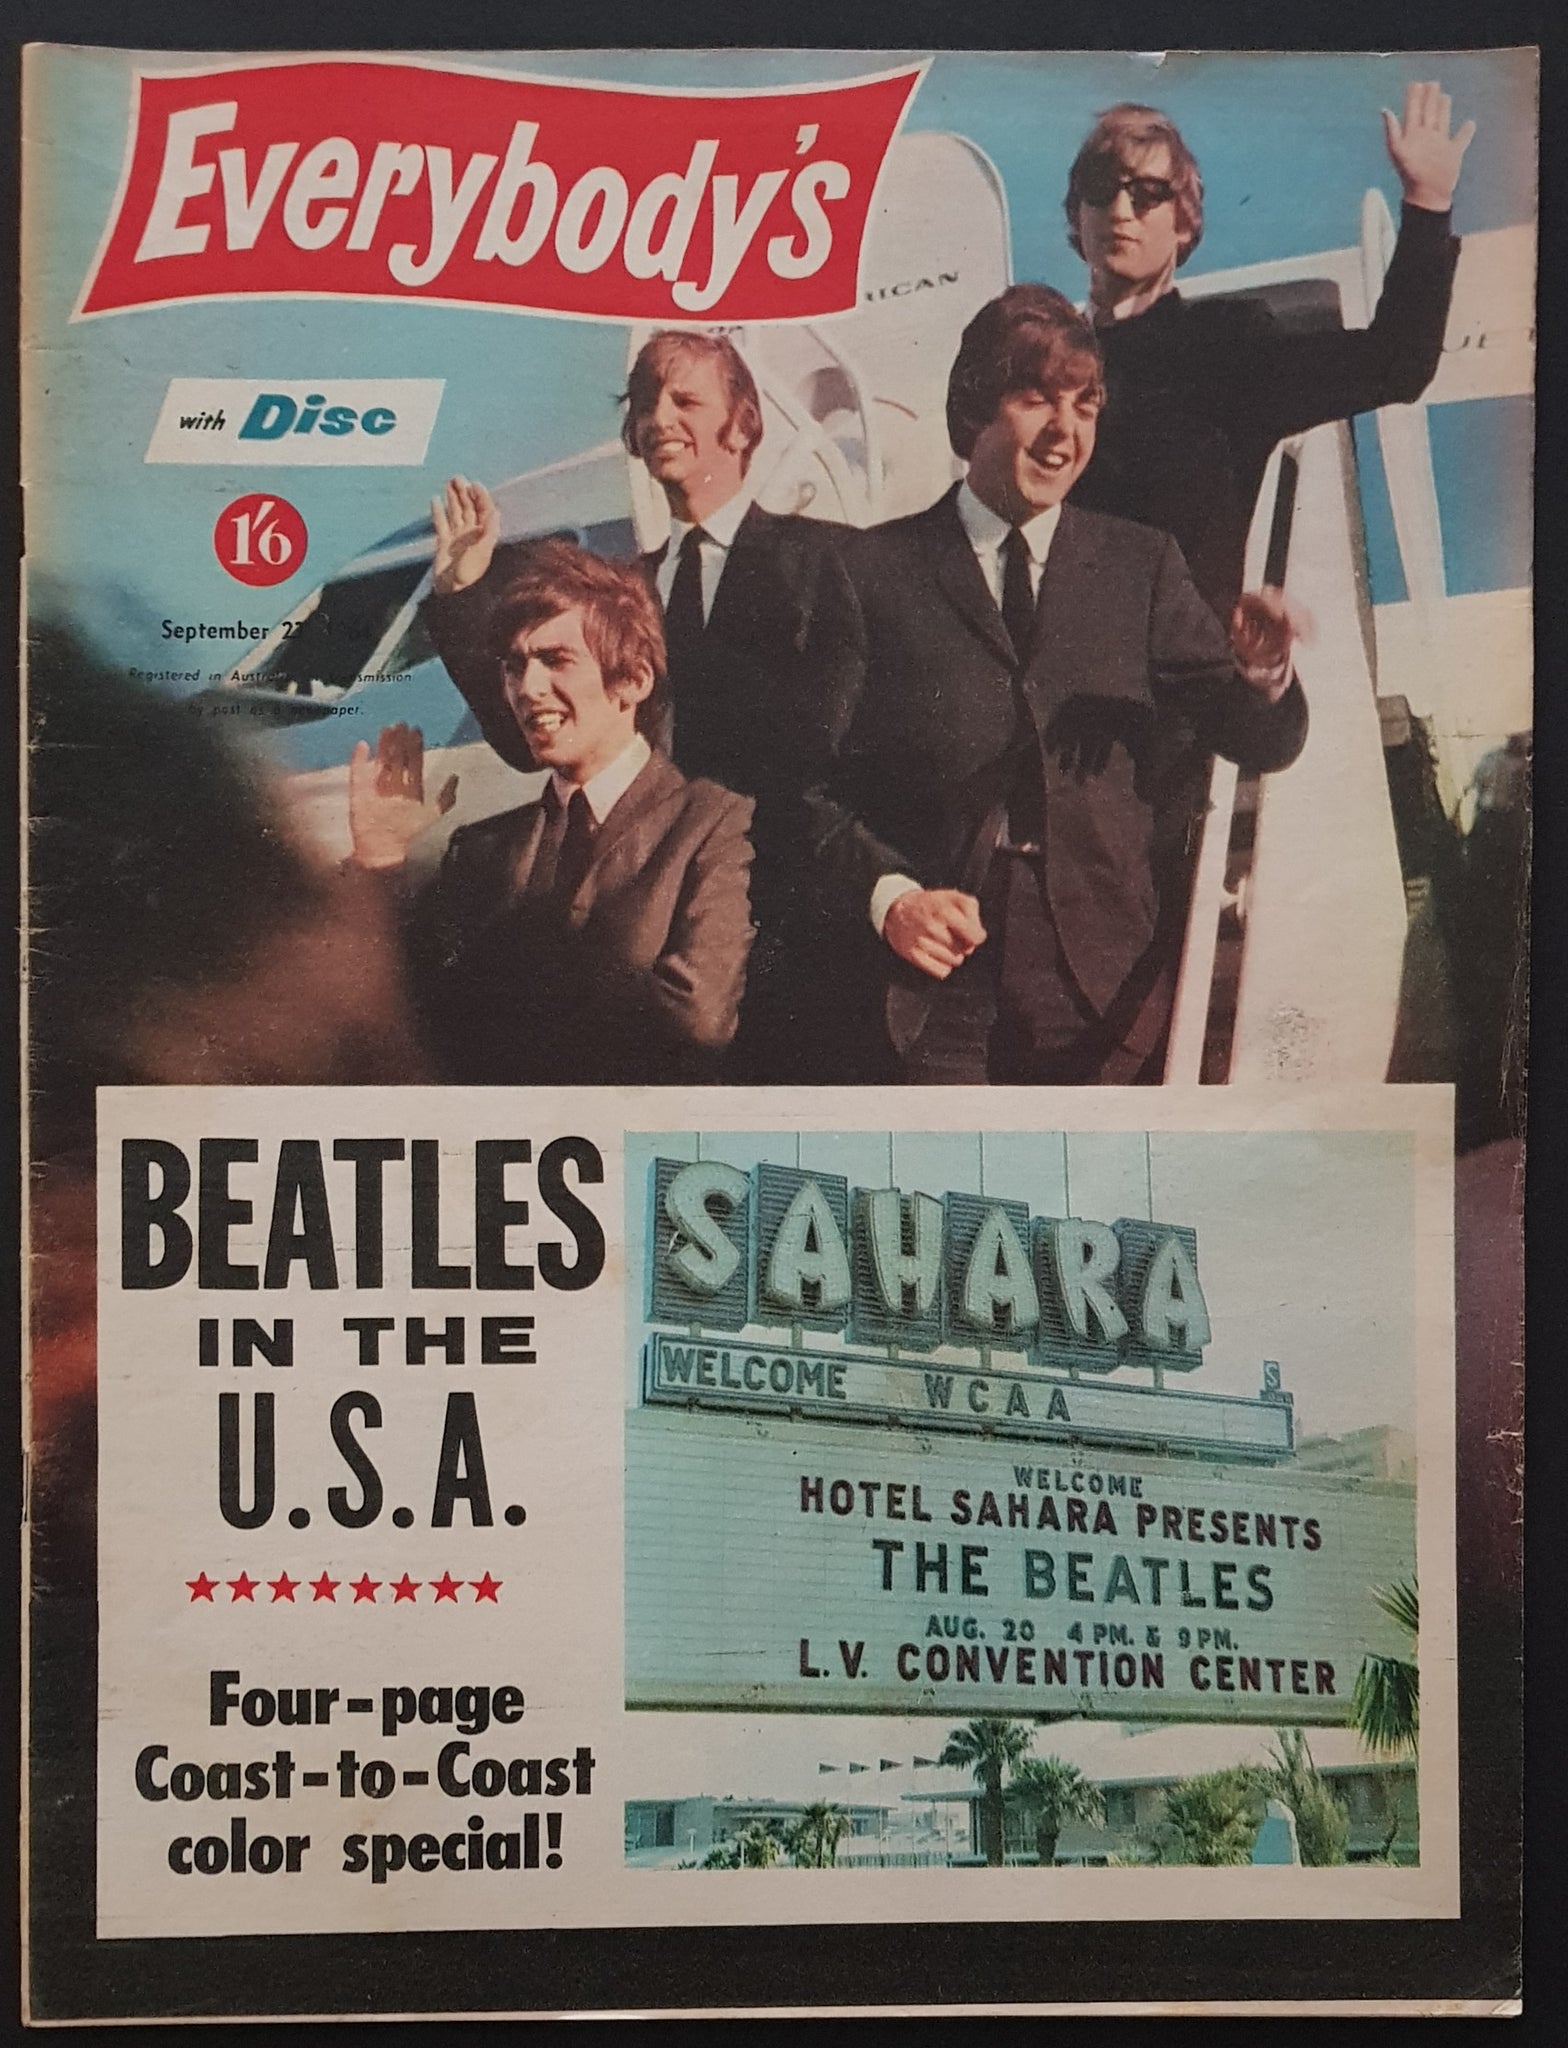 Everybody's
with Disc
1'6
September 23
Registered in smission
by post as a newspaper.
BEATLES
IN THE
U.S.A.
★★★★★★★★
Four-page
Coast-to-Coast
color special!
SAHARA
S
WELCOME WCAA
WELCOME
HOTEL SAHARA PRESENTS
THE BEATLES
AUG. 20 4 PM. & 9 PM.
L.V. CONVENTION CENTER